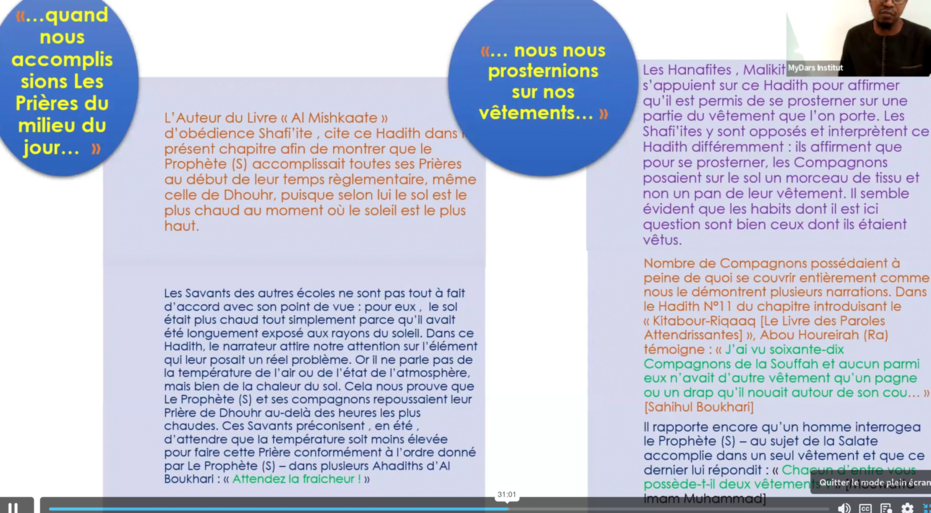 «…quand
nous
accomplis
sions Les
Prières du
milieu du
jour… »
L'Auteur du Livre « Al Mishkaate »
d'obédience Shafi'ite , cite ce Hadith dans
présent chapitre afin de montrer que le
Prophète (S) accomplissait toutes ses Prières
au début de leur temps règlementaire, même
celle de Dhouhr, puisque selon lui le sol est le
plus chaud au moment où le soleil est le plus
haut.
Les Savants des autres écoles ne sont pas tout à fait
d'accord avec son point de vue : pour eux , le sol
était plus chaud tout simplement parce qu'il avait
été longuement exposé aux rayons du soleil. Dans ce
Hadith, le narrateur attire notre attention sur l'élément
qui leur posait un réel problème. Or il ne parle pas de
la température de l'air ou de l'état de l'atmosphère,
mais bien de la chaleur du sol. Cela nous prouve que
Le Prophète (S) et ses compagnons repoussaient leur
Prière de Dhouhr au-delà des heures les plus
chaudes. Ces Savants préconisent , en été ,
d'attendre que la température soit moins élevée
pour faire cette Prière conformément à l'ordre donné
par Le Prophète (S) – dans plusieurs Ahadiths d'Al
Boukhari : « Attendez la fraicheur ! »
«… nous nous
prosternions
sur nos
vêtements… »
Les Hanafites , Malikit
s'appuient sur ce Hadith pour affirmer
qu'il est permis de se prosterner sur une
partie du vêtement que l'on porte. Les
Shafi'ites y sont opposés et interprètent ce
Hadith différemment : ils affirment que
pour se prosterner, les Compagnons
posaient sur le sol un morceau de tissu et
non un pan de leur vêtement. Il semble
évident que les habits dont il est ici
question sont bien ceux dont ils étaient
vêtus.
Nombre de Compagnons possédaient à
peine de quoi se couvrir entièrement comme
nous le démontrent plusieurs narrations. Dans
le Hadith N°11 du chapitre introduisant le
« Kitabour-Riqaaq [Le Livre des Paroles
Attendrissantes] », Abou Houreirah (Ra)
témoigne : « J'ai vu soixante-dix
Compagnons de la Souffah et aucun parmi
eux n'avait d'autre vêtement qu'un pagne
ou un drap qu'il nouait autour de son cou… »
[Sahihul Boukhari]
Il rapporte encore qu'un homme interrogea
le Prophète (S) – au sujet de la Salate
accomplie dans un seul vêtement et que ce
dernier lui répondit : « Chacun d'entre vous
possède-t-il deux vêtements
Imam Muhammad]
MyDars Institut
Quitter le mode plein écran
31:01